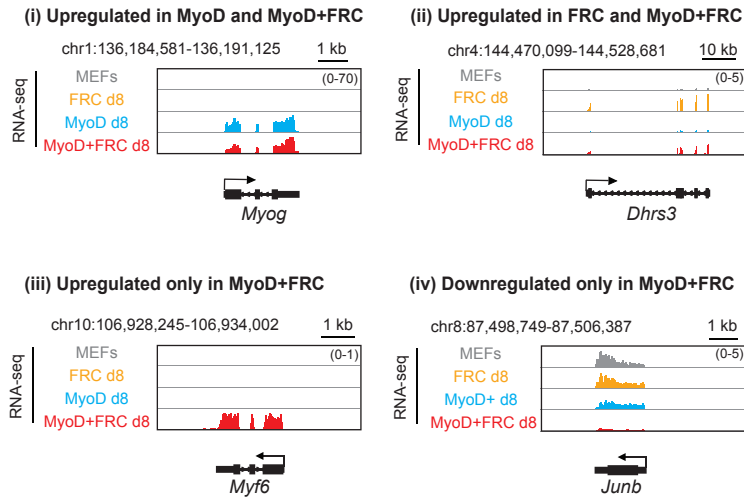 (i) Upregulated in MyoD and MyoD+FRC
chr1:136,184,581-136,191,125
1 kb
RNA-seq
MEFs
FRC d8
MyoD d8
MyoD+FRC d8
(0-70)
Myog
(ii) Upregulated in FRC and MyoD+FRC
chr4:144,470,099-144,528,681
10 kb
RNA-seq
MEFs
FRC d8
MyoD d8
MyoD+FRC d8
(0-5)
Dhrs3
(iii) Upregulated only in MyoD+FRC
chr10:106,928,245-106,934,002
1 kb
RNA-seq
MEFs
FRC d8
MyoD d8
MyoD+FRC d8
(0-1)
Myf6
(iv) Downregulated only in MyoD+FRC
chr8:87,498,749-87,506,387
1 kb
RNA-seq
MEFs
FRC d8
MyoD+ d8
MyoD+FRC d8
(0-5)
Junb